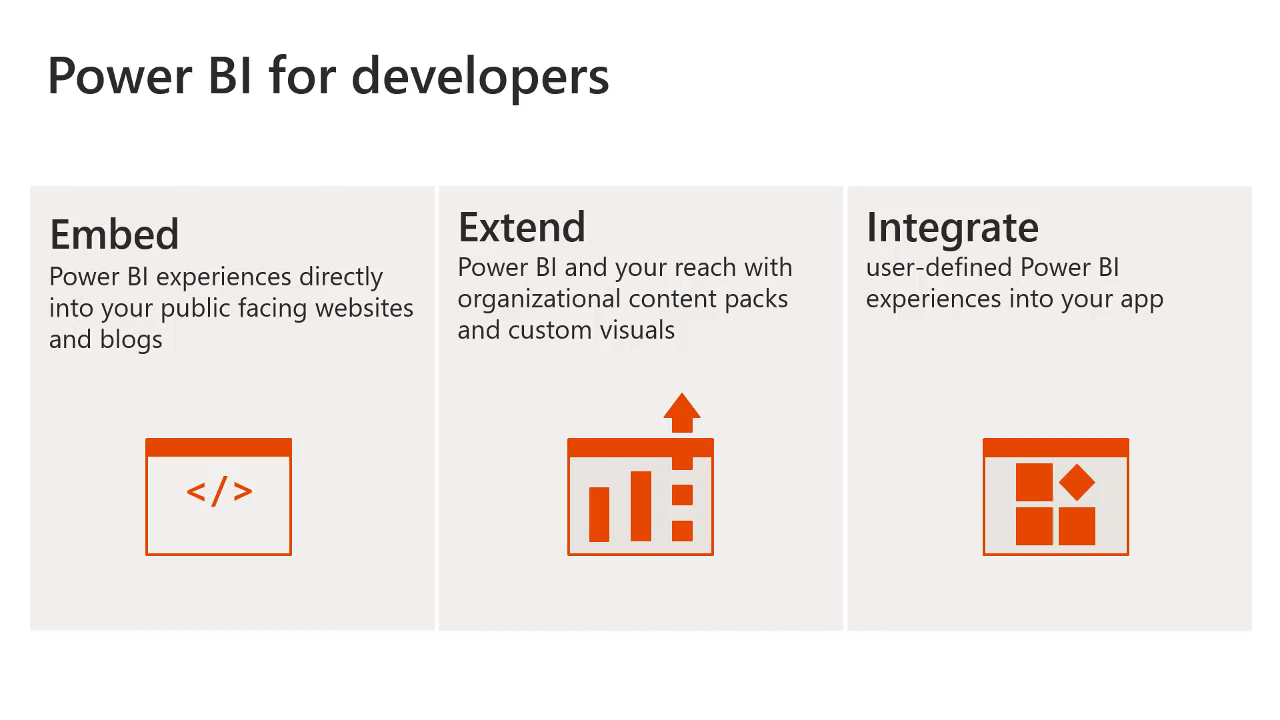 Power BI for developers
Embed
Power BI experiences directly
into your public facing websites
and blogs
</>
Extend
Power BI and your reach with
organizational content packs
and custom visuals
Integrate
user-defined Power BI
experiences into your app